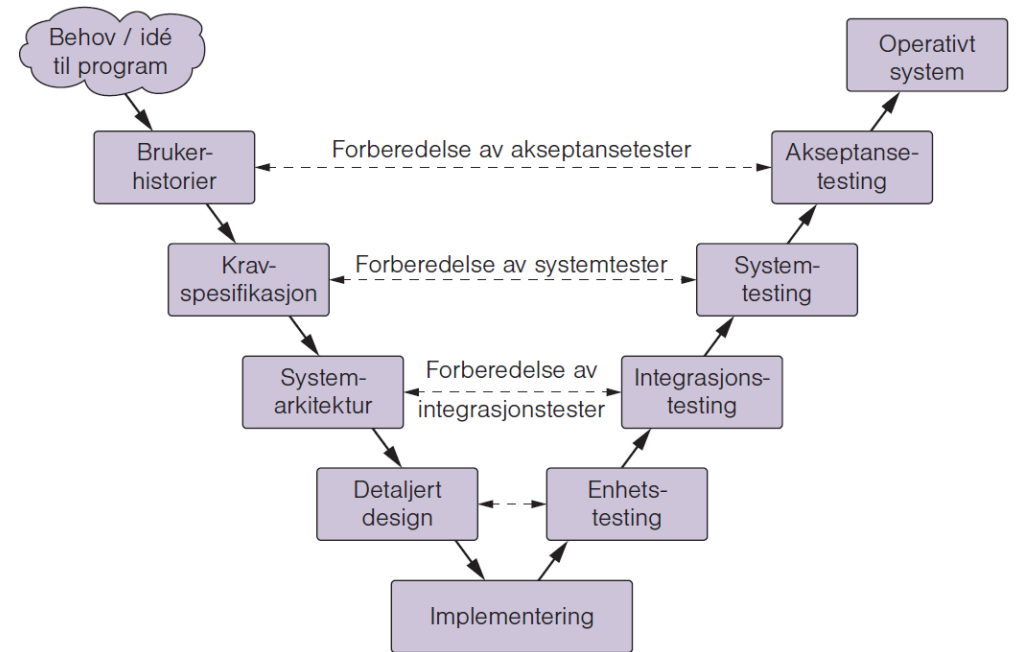 Behov / idé
til program
Operativt
system
Bruker-
historier
Forberedelse av akseptansetester
Akseptanse-
testing
Krav-
spesifikasjon
Forberedelse av systemtester
System-
testing
System-
arkitektur
Forberedelse av
integrasjonstester
Integrasjons-
testing
Detaljert
design
Enhets-
testing
Implementering